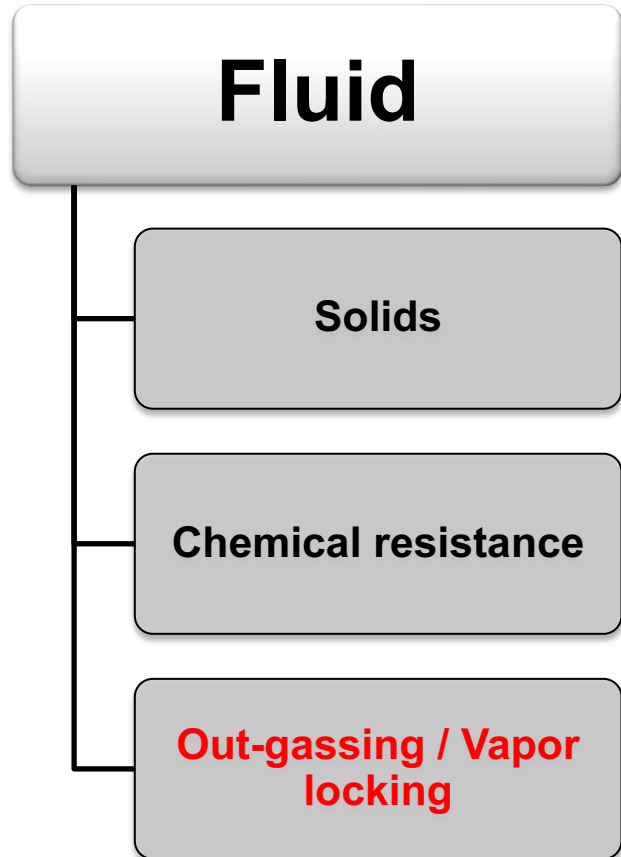 Fluid
Solids
Chemical resistance
Out-gassing / Vapor
locking